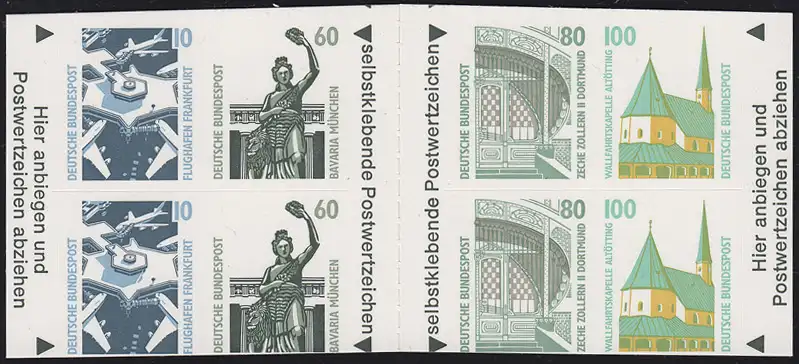 Hier anbiegen und
Postwertzeichen abziehen
DEUTSCHE BUNDESPOST
10
FLUGHAFEN FRANKFURT
DEUTSCHE BUNDESPOST
60
BAVARIA MÜNCHEN
selbstklebende Postwertzeichen
selbstklebende Postwertzeichen
DEUTSCHE BUNDESPOST
80
ZECHE ZOLLERN II DORTMUND
100
WALLFAHRTSKAPELLE ALTÖTTING
DEUTSCHE BUNDESPOST
Hier anbiegen und
Postwertzeichen abziehen
DEUTSCHE BUNDESPOST
10
FLUGHAFEN FRANKFURT
DEUTSCHE BUNDESPOST
60
BAVARIA MÜNCHEN
DEUTSCHE BUNDESPOST
80
ZECHE ZOLLERN II DORTMUND
100
WALLFAHRTSKAPELLE ALTÖTTING
DEUTSCHE BUNDESPOST